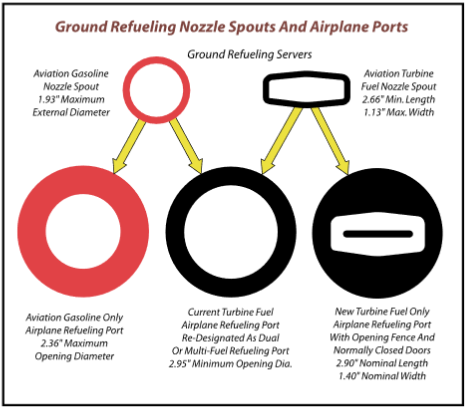 Ground Refueling Nozzle Spouts And Airplane Ports
Ground Refueling Servers
Aviation Gasoline
Nozzle Spout
1.93" Maximum
External Diameter
Aviation Turbine
Fuel Nozzle Spout
2.66" Min. Length
1.13" Max. Width
Aviation Gasoline Only
Airplane Refueling Port
2.36" Maximum
Opening Diameter
Current Turbine Fuel
Airplane Refueling Port
Re-Designated As Dual
Or Multi-Fuel Refueling Port
2.95" Minimum Opening Dia.
New Turbine Fuel Only
Airplane Refueling Port
With Opening Fence And
Normally Closed Doors
2.90" Nominal Length
1.40" Nominal Width